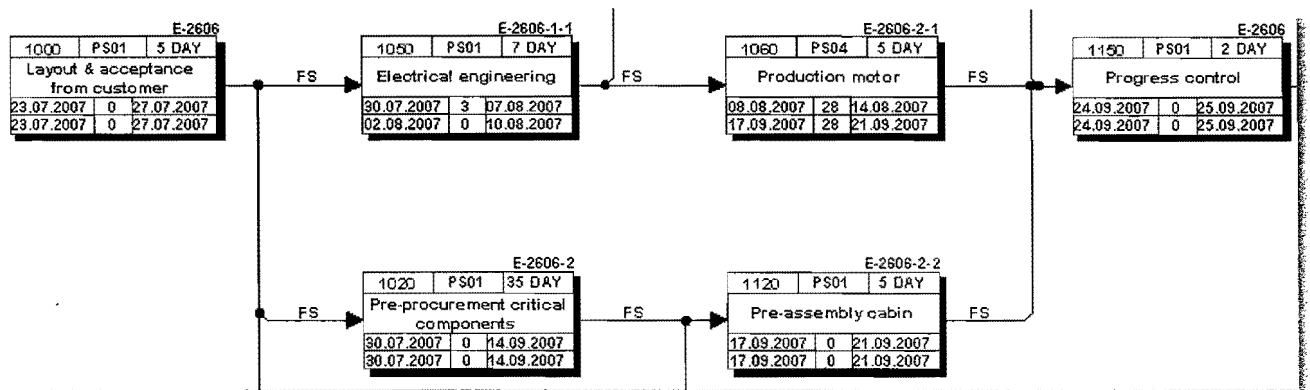 E-2606
1000 PS01 5 DAY
Layout & acceptance
from customer
23.07.2007 0 27.07.2007
23.07.2007 0 27.07.2007
FS
E-2606-1-1
1050 PS01 7 DAY
Electrical engineering
30.07.2007 3 07.08.2007
02.08.2007 0 10.08.2007
FS
E-2606-2-1
1060 PS04 5 DAY
Production motor
08.08.2007 28 14.08.2007
17.09.2007 28 21.09.2007
FS
E-2606
1150 PS01 2 DAY
Progress control
24.09.2007 0 25.09.2007
24.09.2007 0 25.09.2007
FS
E-2606-2
1020 PS01 35 DAY
Pre-procurement critical
components
30.07.2007 0 14.09.2007
30.07.2007 0 14.09.2007
FS
E-2606-2-2
1120 PS01 5 DAY
Pre-assembly cabin
17.09.2007 0 21.09.2007
17.09.2007 0 21.09.2007
FS